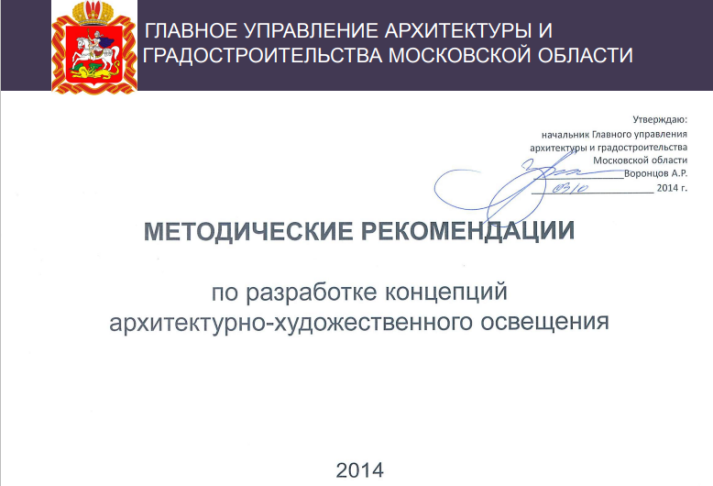 ГЛАВНОЕ УПРАВЛЕНИЕ АРХИТЕКТУРЫ И
ГРАДОСТРОИТЕЛЬСТВА МОСКОВСКОЙ ОБЛАСТИ
Утверждаю:
начальник Главного управления
архитектуры и градостроительства
Московской области
Воронцов А.Р.
2014 г.
МЕТОДИЧЕСКИЕ РЕКОМЕНДАЦИИ
по разработке концепций
архитектурно-художественного освещения
2014